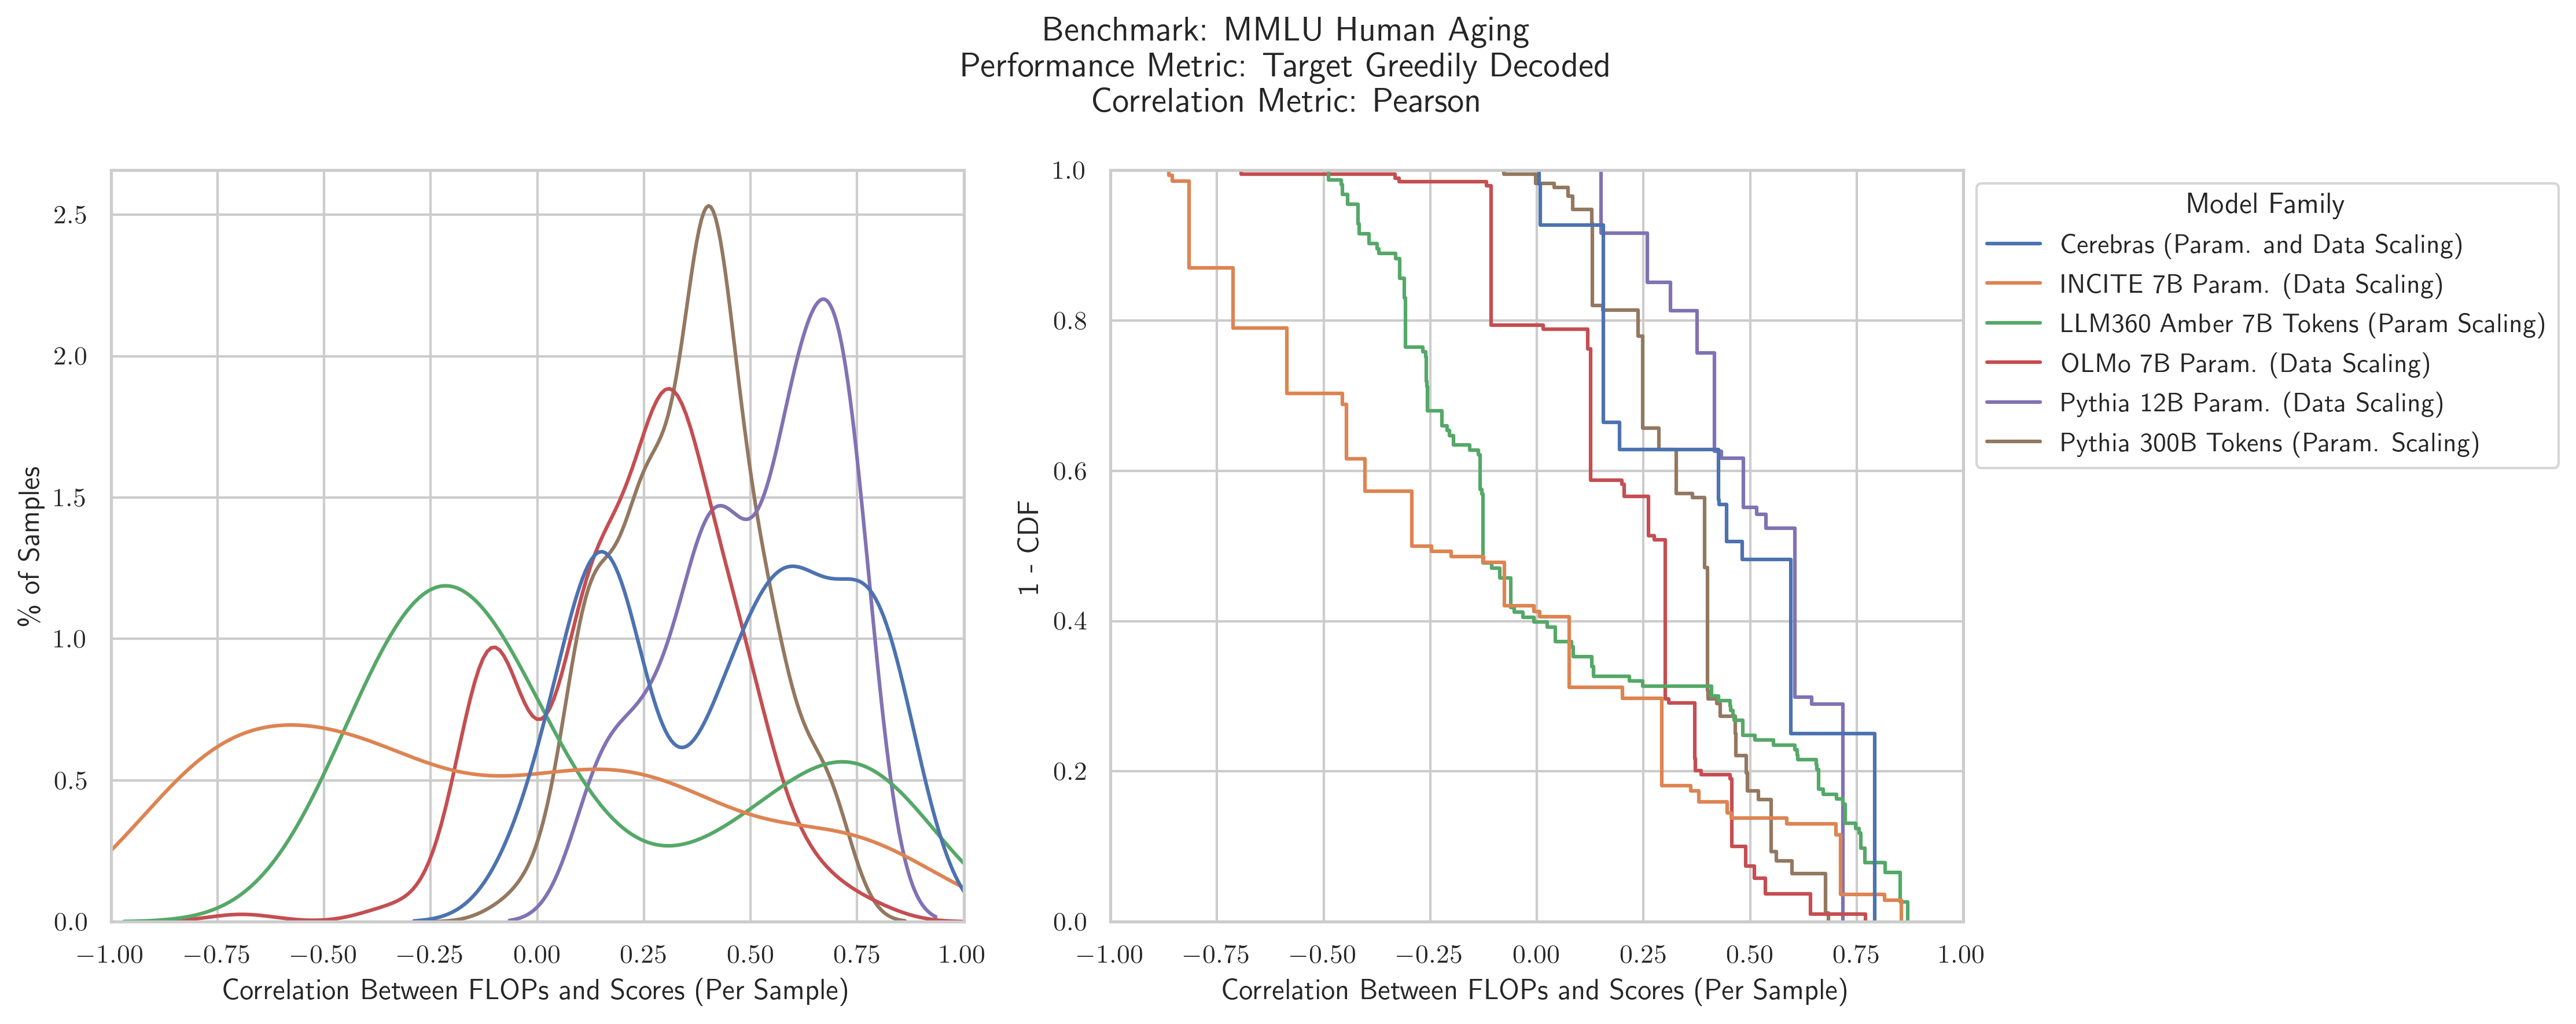 Benchmark: MMLU Human Aging
Performance Metric: Target Greedily Decoded
Correlation Metric: Pearson
% of Samples
2.5
2.0
1.5
1.0
0.5
0.0
−1.00 −0.75 −0.50 −0.25 0.00 0.25 0.50 0.75 1.00
Correlation Between FLOPs and Scores (Per Sample)
1 - CDF
1.0
0.8
0.6
0.4
0.2
0.0
−1.00 −0.75 −0.50 −0.25 0.00 0.25 0.50 0.75 1.00
Correlation Between FLOPs and Scores (Per Sample)
Model Family
Cerebras (Param. and Data Scaling)
INCITE 7B Param. (Data Scaling)
LLM360 Amber 7B Tokens (Param Scaling)
OLMo 7B Param. (Data Scaling)
Pythia 12B Param. (Data Scaling)
Pythia 300B Tokens (Param. Scaling)